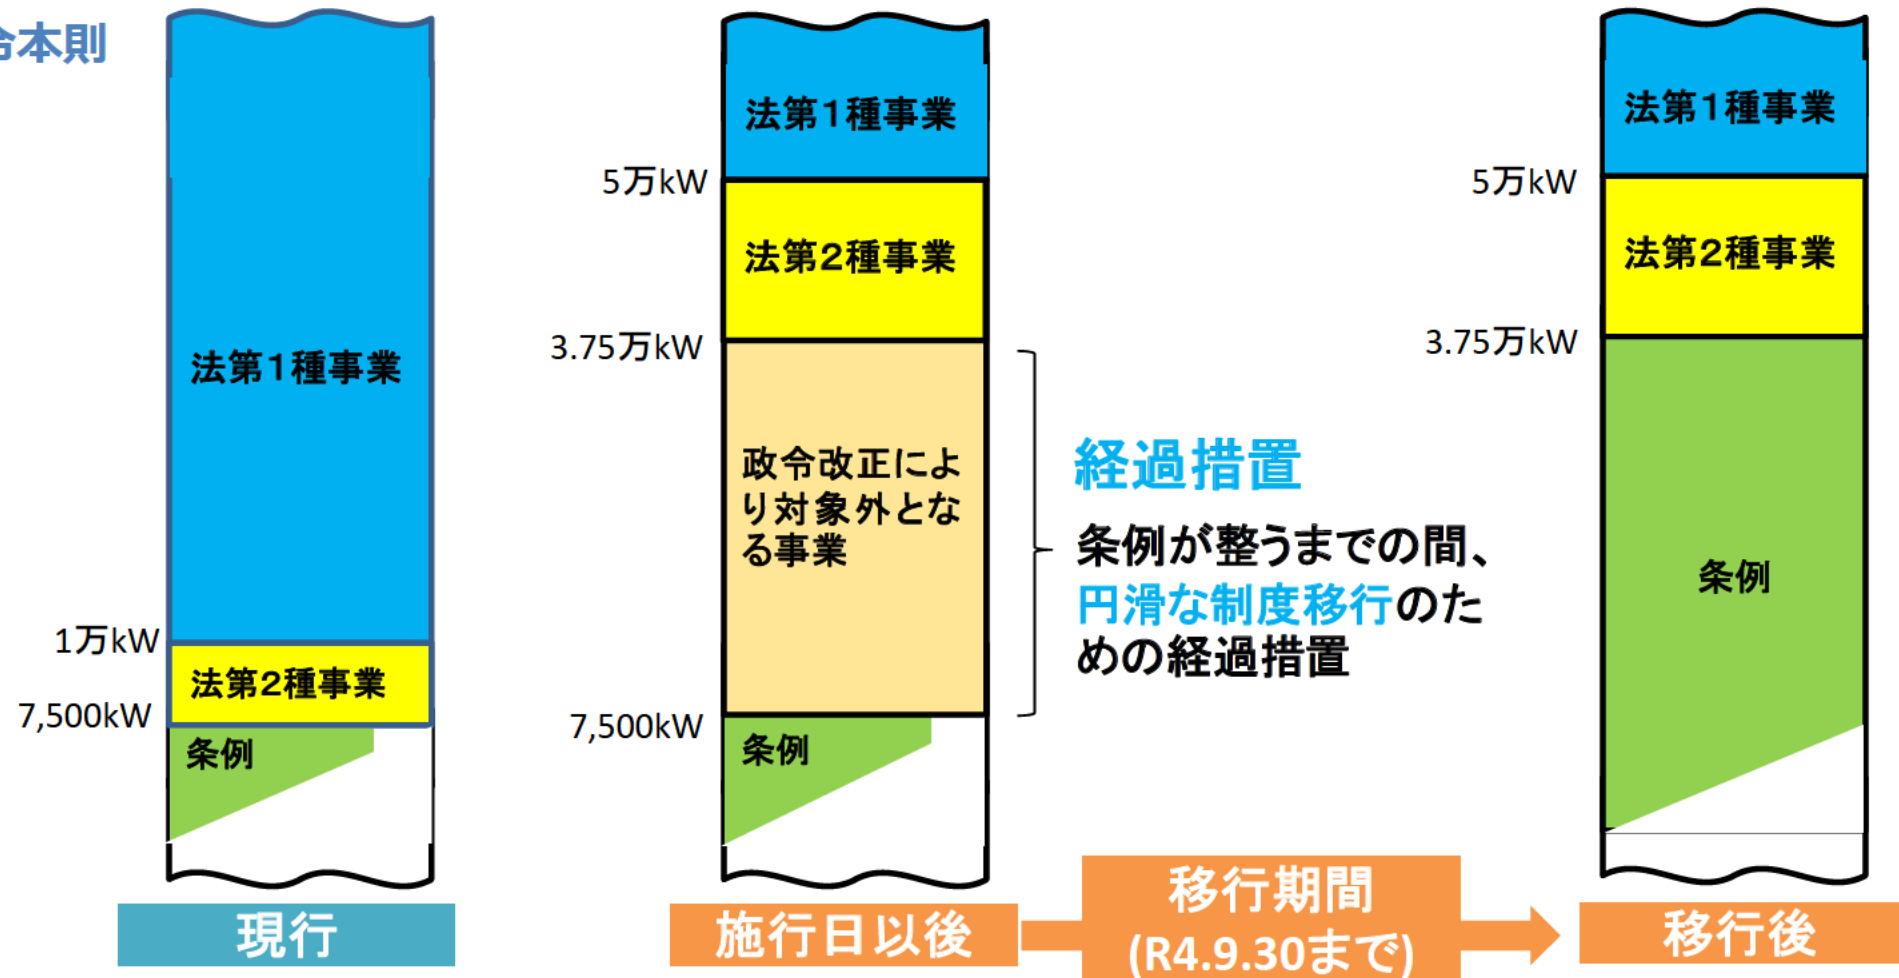 令本則
法第1種事業
1万kW
法第2種事業
7,500kW
条例
現行
法第1種事業
5万kW
法第2種事業
3.75万kW
政令改正によ
り対象外とな
る事業
7,500kW
条例
施行日以後
経過措置
条例が整うまでの間、
円滑な制度移行のた
めの経過措置
移行期間
(R4.9.30まで)
法第1種事業
5万kW
法第2種事業
3.75万kW
条例
移行後